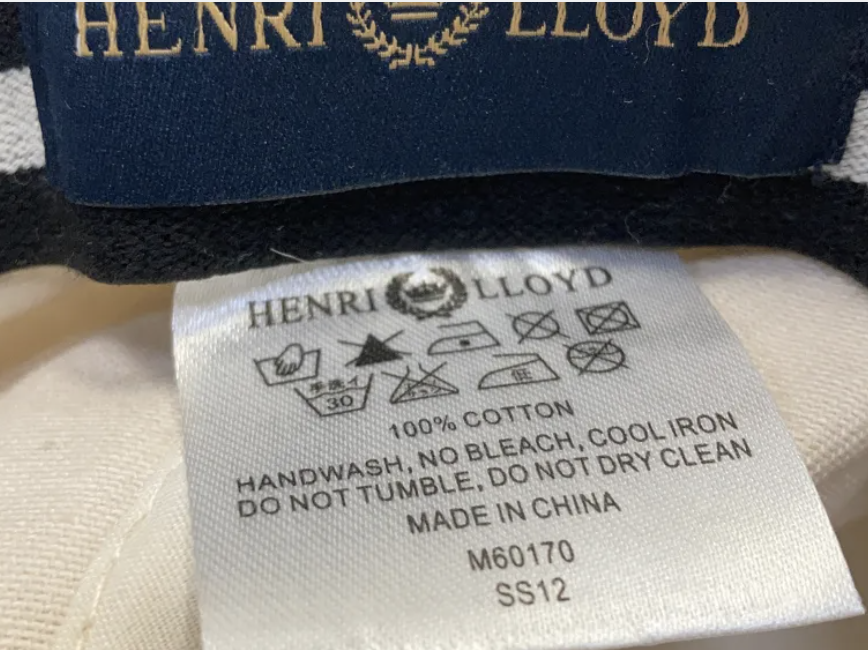 HENRI LLOYD
HENRI LLOYD
手洗イ
30
低
100% COTTON
HANDWASH, NO BLEACH, COOL IRON
DO NOT TUMBLE, DO NOT DRY CLEAN
MADE IN CHINA
M60170
SS12